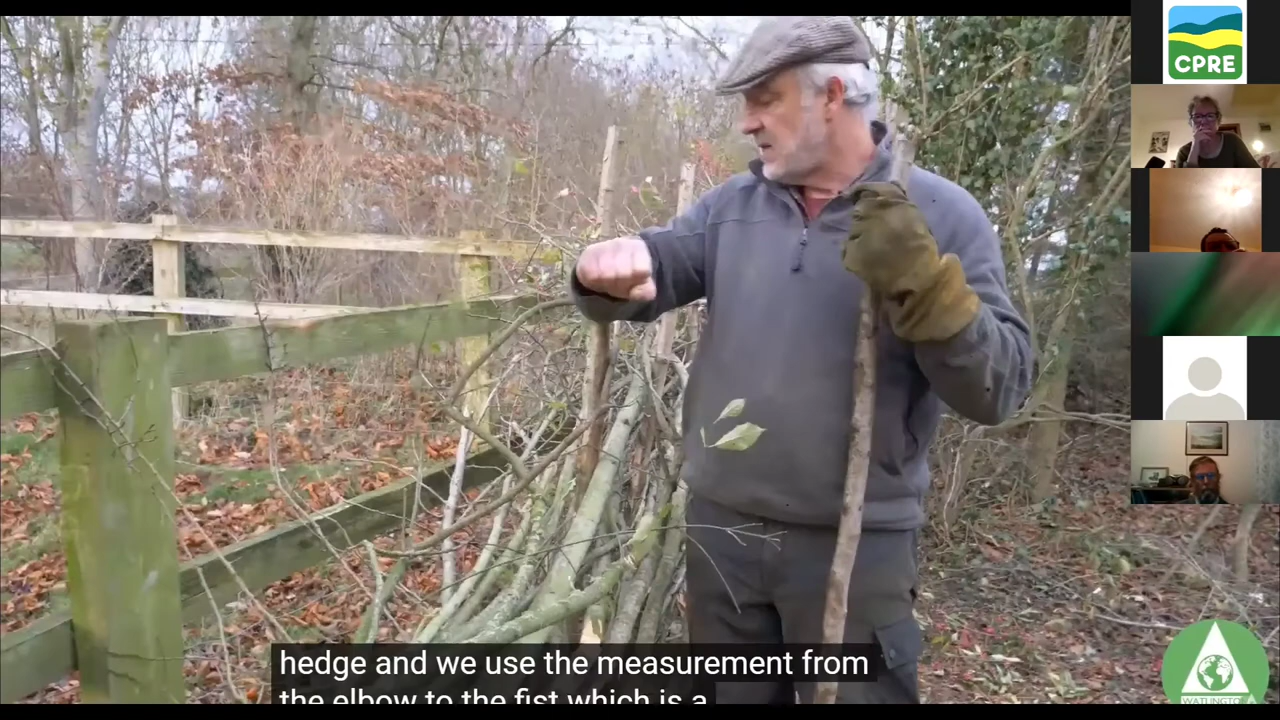 CPRE
hedge and we use the measurement from
the elbow to the fist which is a